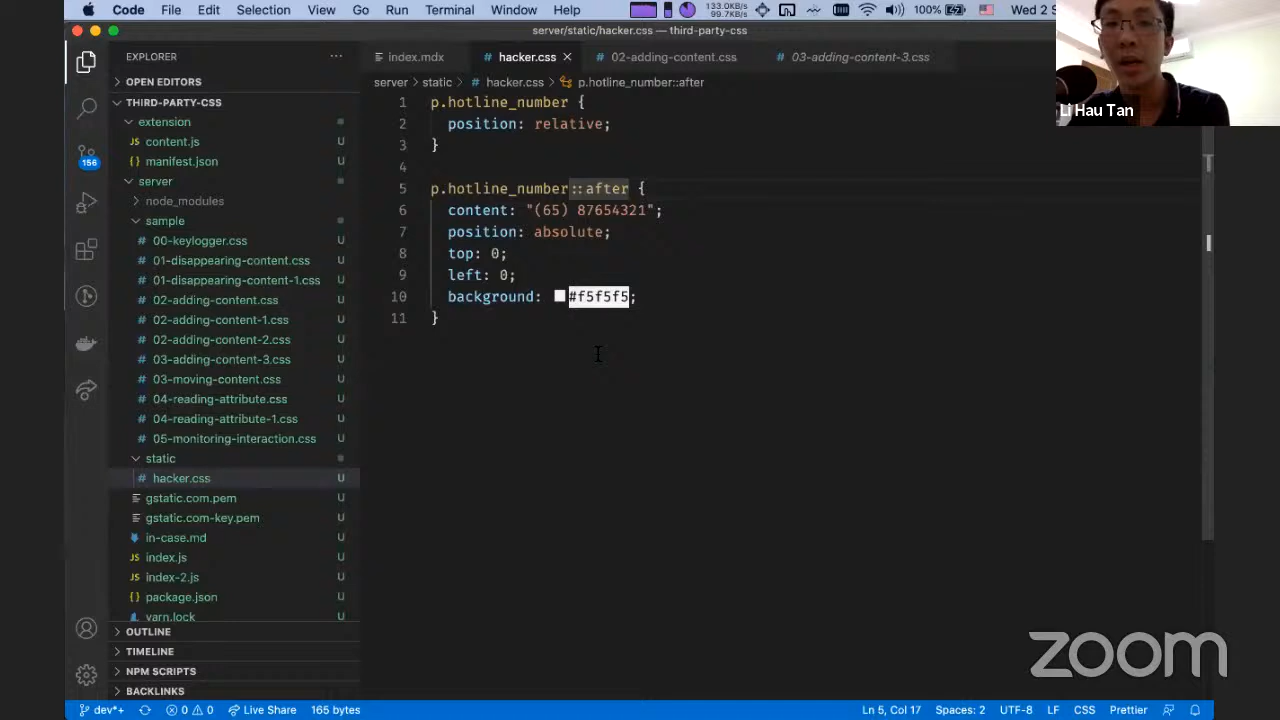 Code File Edit Selection View Go Run Terminal Window Help 133.0KB/s 99.7KB/s 100% Wed 2 S
server/static/hacker.css — third-party-css
EXPLORER
index.mdx hacker.css 02-adding-content.css 03-adding-content-3.css
OPEN EDITORS
server > static > # hacker.css > p.hotline_number::after
THIRD-PARTY-CSS
extension
JS content.js U
{ } manifest.json U
server
node_modules
sample
# 00-keylogger.css U
# 01-disappearing-content.css U
# 01-disappearing-content-1.css U
# 02-adding-content.css U
# 02-adding-content-1.css U
# 02-adding-content-2.css U
# 03-adding-content-3.css U
# 03-moving-content.css U
# 04-reading-attribute.css U
# 04-reading-attribute-1.css U
# 05-monitoring-interaction.css U
static
# hacker.css U
gstatic.com.pem U
gstatic.com-key.pem U
in-case.md U
JS index.js U
JS index-2.js U
{ } package.json U
yarn.lock U
OUTLINE
TIMELINE
NPM SCRIPTS
BACKLINKS
156
1 p.hotline_number {
2 position: relative;
3 }
4
5 p.hotline_number::after {
6 content: "(65) 87654321";
7 position: absolute;
8 top: 0;
9 left: 0;
10 background: #f5f5f5;
11 }
Li Hau Tan
zoom
dev*+ 0 0 Live Share 165 bytes Ln 5, Col 17 Spaces: 2 UTF-8 LF CSS Prettier